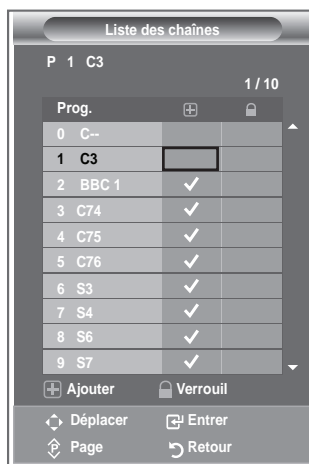 Liste des chaînes
P 1 C3
1 / 10
Prog.
0 C--
1 C3
2 BBC 1
3 C74
4 C75
5 C76
6 S3
7 S4
8 S6
9 S7
Ajouter Verrouil
Déplacer Entrer
Page Retour